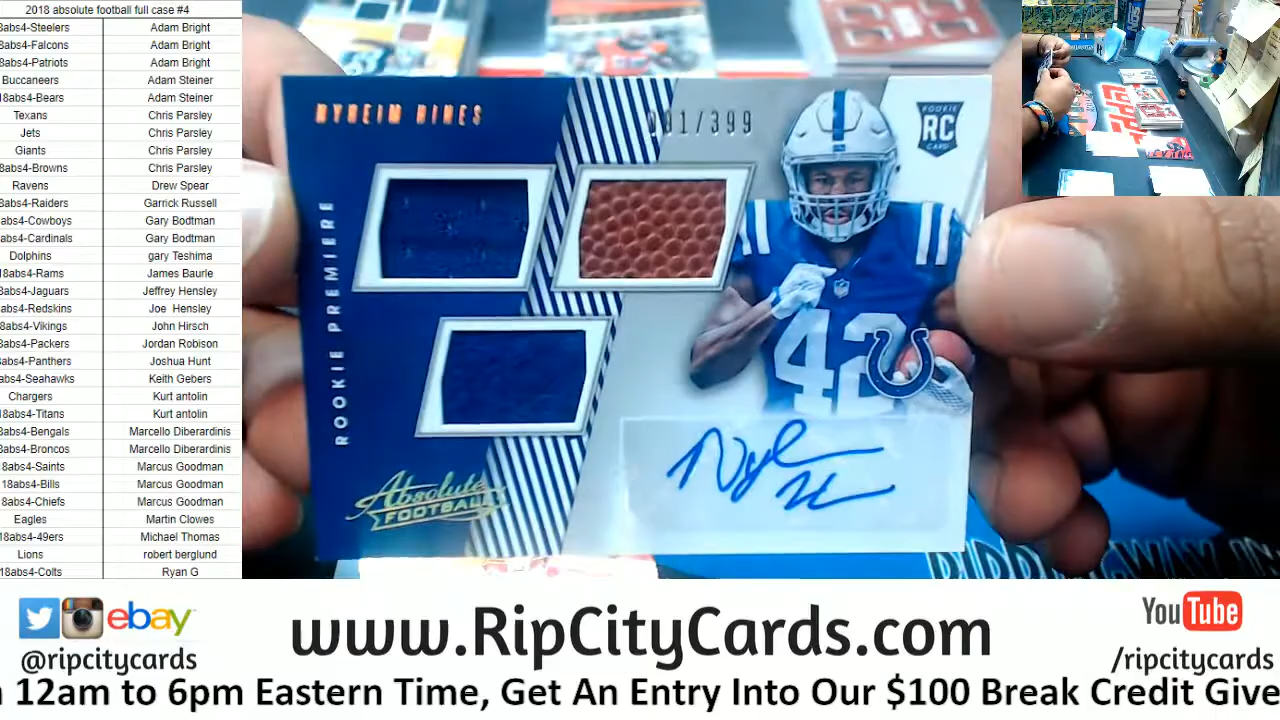 2018 absolute football full case #4
8abs4-Steelers Adam Bright
8abs4-Falcons Adam Bright
8abs4-Patriots Adam Bright
Buccaneers Adam Steiner
18abs4-Bears Adam Steiner
Texans Chris Parsley
Jets Chris Parsley
Giants Chris Parsley
8abs4-Browns Chris Parsley
Ravens Drew Spear
8abs4-Raiders Garrick Russell
abs4-Cowboys Gary Bodtman
abs4-Cardinals Gary Bodtman
Dolphins gary Teshima
18abs4-Rams James Baurle
abs4-Jaguars Jeffrey Hensley
abs4-Redskins Joe Hensley
8abs4-Vikings John Hirsch
abs4-Packers Jordan Robison
abs4-Panthers Joshua Hunt
abs4-Seahawks Keith Gebers
Chargers Kurt antolin
18abs4-Titans Kurt antolin
abs4-Bengals Marcello Diberardinis
abs4-Broncos Marcello Diberardinis
8abs4-Saints Marcus Goodman
18abs4-Bills Marcus Goodman
8abs4-Chiefs Marcus Goodman
Eagles Martin Clowes
18abs4-49ers Michael Thomas
Lions robert berglund
18abs4-Colts Ryan G
NYHEIM HINES
/399
ROOKIE
RC
CARD
ROOKIE PREMIERE
42
Absolute
FOOTBALL
ebay
@ripcitycards
www.RipCityCards.com
YouTube
/ripcitycards
12am to 6pm Eastern Time, Get An Entry Into Our $100 Break Credit Give